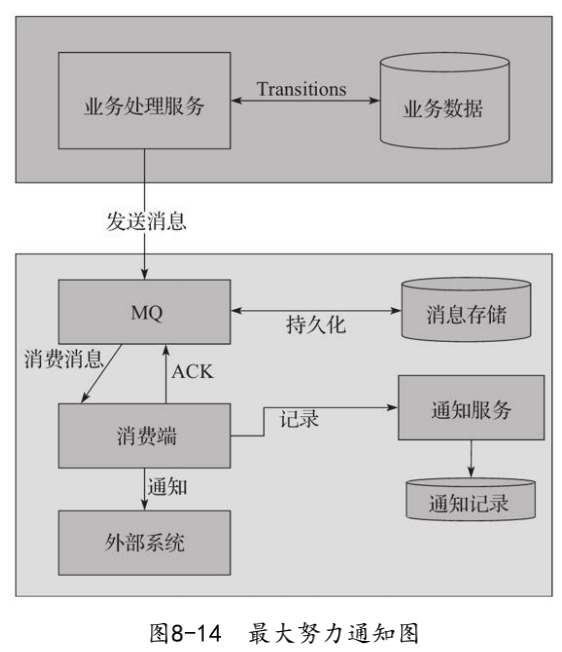 业务处理服务
Transitions
业务数据
发送消息
MQ
持久化
消息存储
消费消息
ACK
消费端
记录
通知服务
通知
通知记录
外部系统
图8-14 最大努力通知图